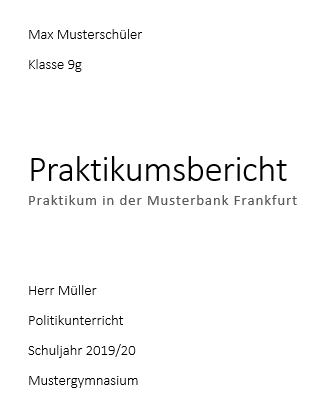 Max Musterschüler
Klasse 9g
Praktikumsbericht
Praktikum in der Musterbank Frankfurt
Herr Müller
Politikunterricht
Schuljahr 2019/20
Mustergymnasium